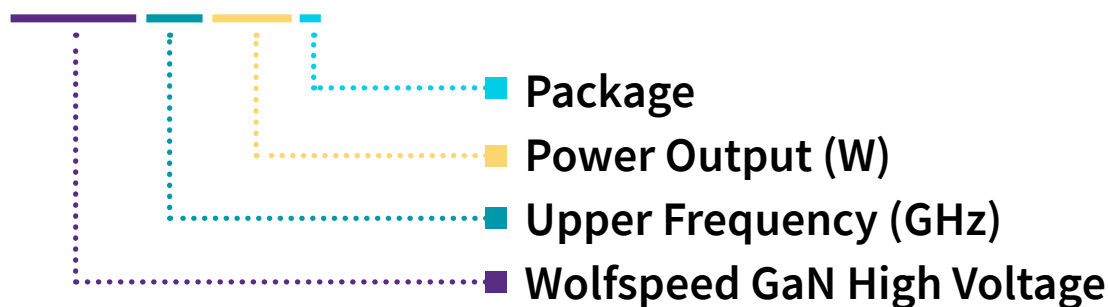 Package
Power Output (W)
Upper Frequency (GHz)
Wolfspeed GaN High Voltage